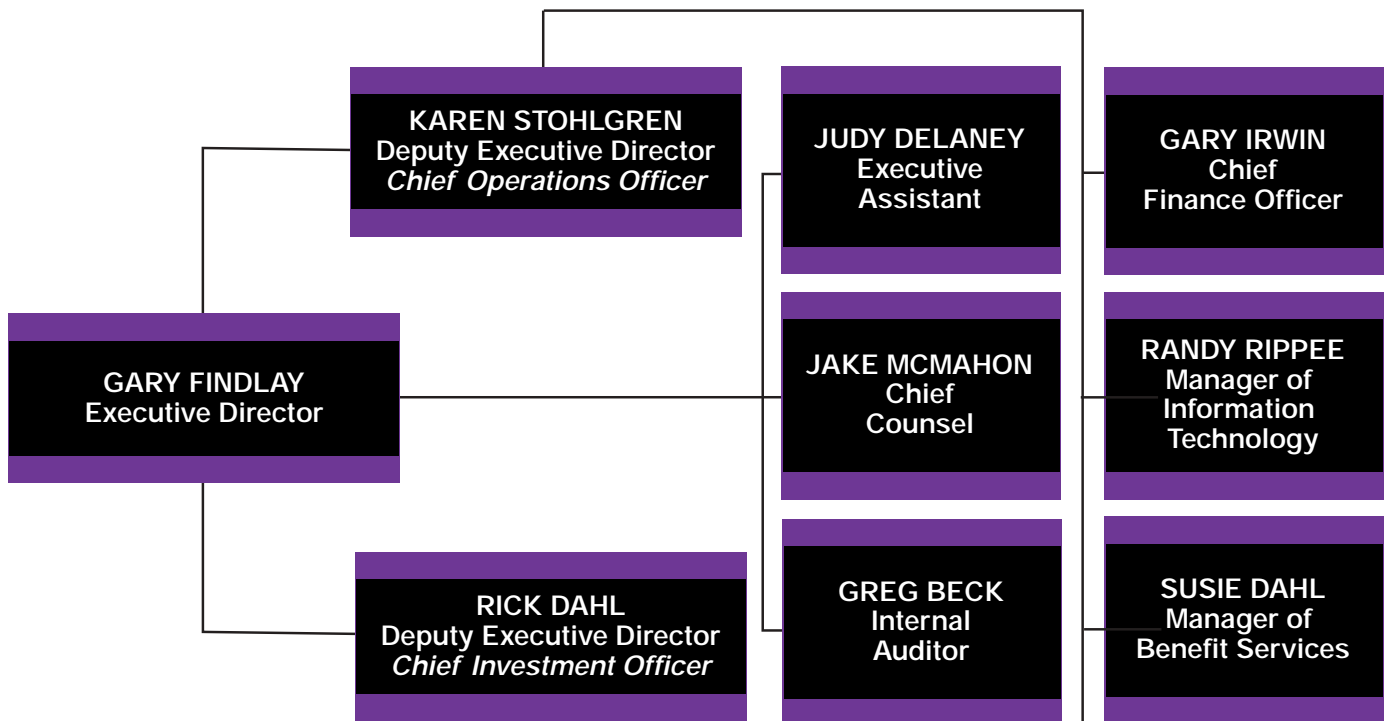 KAREN STOHLGREN
Deputy Executive Director
Chief Operations Officer
JUDY DELANEY
Executive
Assistant
GARY IRWIN
Chief
Finance Officer
GARY FINDLAY
Executive Director
JAKE MCMAHON
Chief
Counsel
RANDY RIPPEE
Manager of
Information
Technology
RICK DAHL
Deputy Executive Director
Chief Investment Officer
GREG BECK
Internal
Auditor
SUSIE DAHL
Manager of
Benefit Services